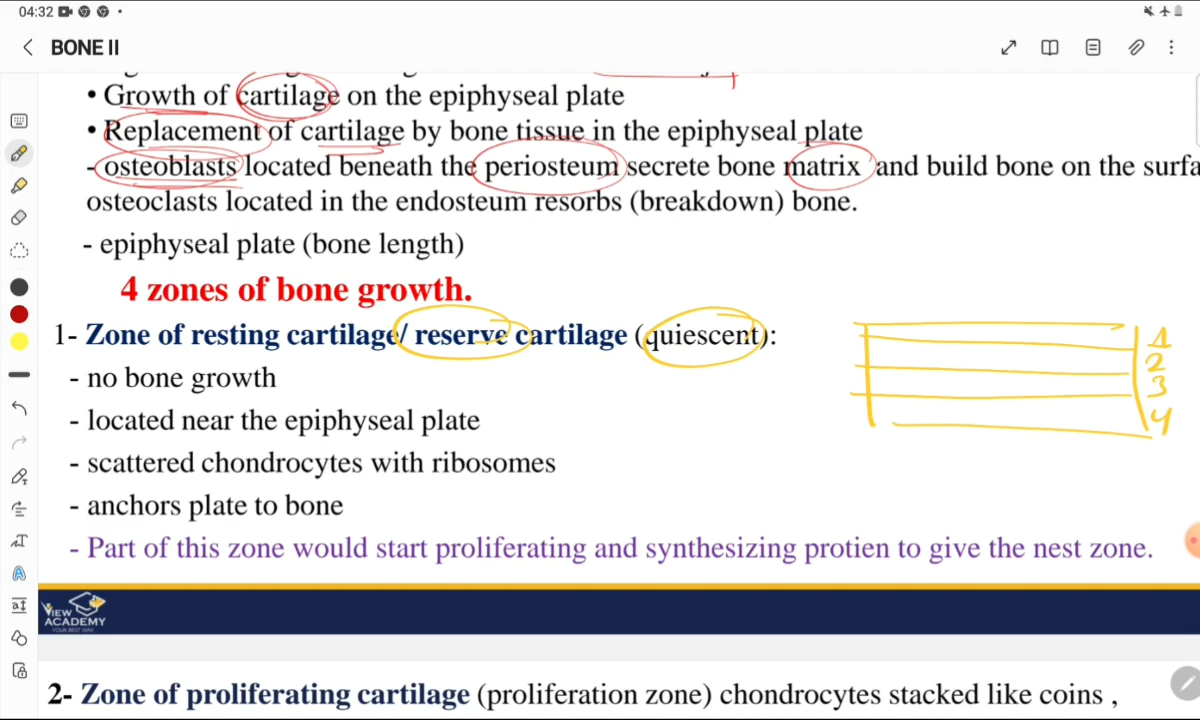 04:32
BONE II
• Growth of cartilage on the epiphyseal plate
• Replacement of cartilage by bone tissue in the epiphyseal plate
- osteoblasts located beneath the periosteum secrete bone matrix and build bone on the surfa
osteoclasts located in the endosteum resorbs (breakdown) bone.
- epiphyseal plate (bone length)
4 zones of bone growth.
1- Zone of resting cartilage/ reserve cartilage (quiescent):
- no bone growth
- located near the epiphyseal plate
- scattered chondrocytes with ribosomes
- anchors plate to bone
- Part of this zone would start proliferating and synthesizing protien to give the nest zone.
1
2
3
4
VIEW
ACADEMY
YOUR BEST WAY
2- Zone of proliferating cartilage (proliferation zone) chondrocytes stacked like coins ,